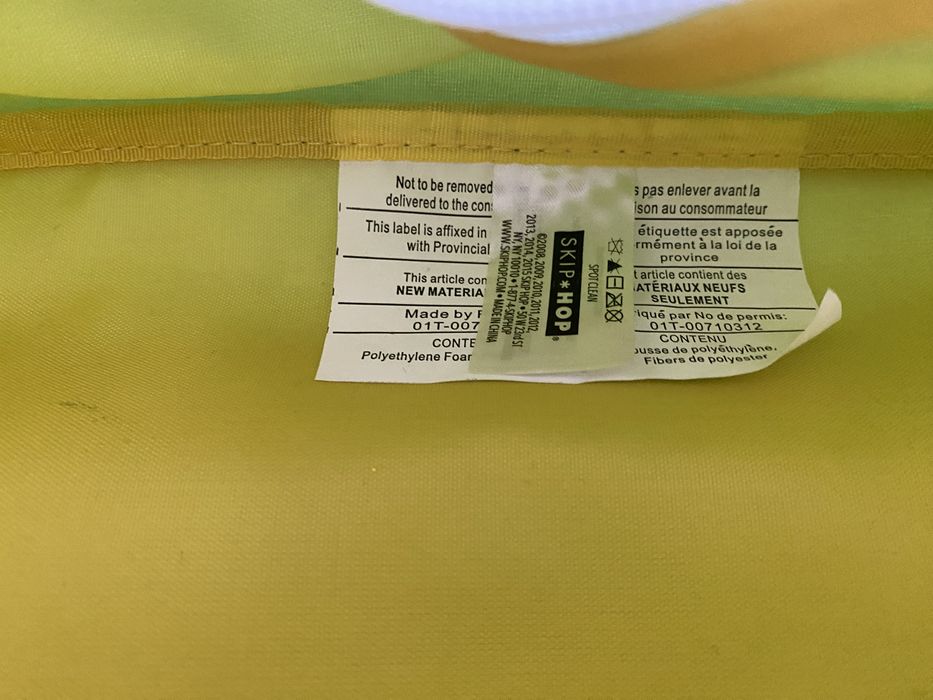 Not to be removed
delivered to the con
This label is affixed in
with Provincial
This article con
NEW MATERIA
Made by
01T-007
CONTE
Polyethylene Foa
©2008, 2009, 2010, 2011, 2012,
2013, 2014, 2015 SKIP HOP • 50 W 23rd ST
NY, NY 10010 • 1-877-4-SKIPHOP
WWW.SKIPHOP.COM • MADE IN CHINA
SKIP*HOP®
SPOT CLEAN
s pas enlever avant la
ison au consommateur
étiquette est apposée
rmément à la loi de la
province
t article contient des
ATÉRIAUX NEUFS
SEULEMENT
riqué par No de permis:
01T-00710312
CONTENU
ousse de polyéthylène,
Fibers de polyester